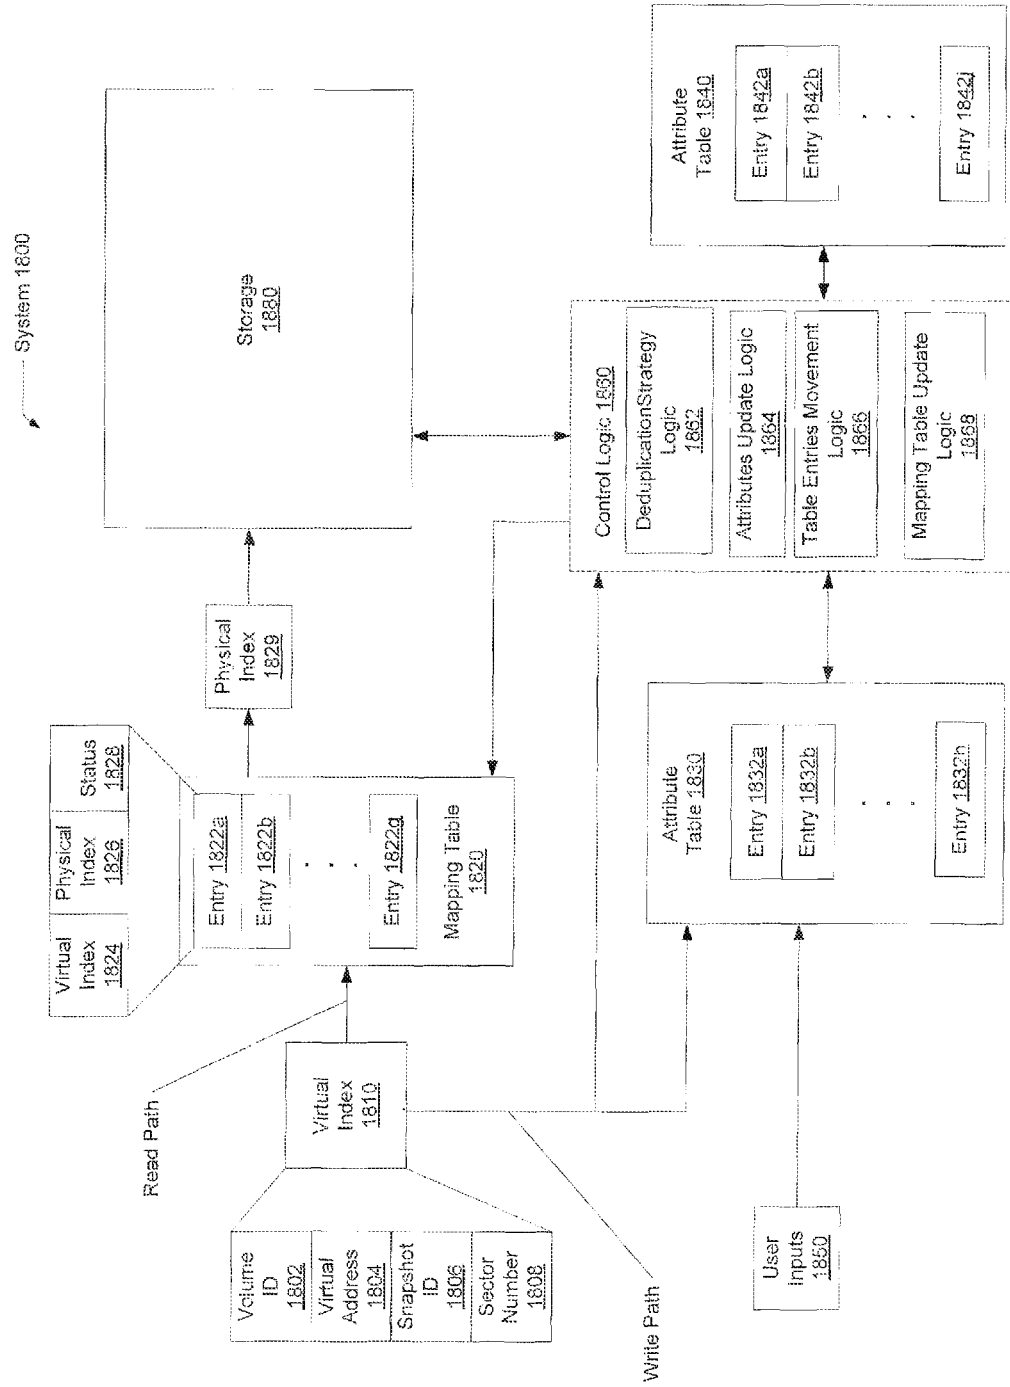 System 1800
Virtual
Index
1824
Physical
Index
1826
Status
1828
Entry 1822a
Entry 1822b
. . .
Entry 1822g
Mapping Table
1820
Physical
Index
1829
Storage
1880
Read Path
Virtual
Index
1810
Volume
ID
1802
Virtual
Address
1804
Snapshot
ID
1806
Sector
Number
1808
Write Path
User
Inputs
1850
Attribute
Table 1830
Entry 1832a
Entry 1832b
. . .
Entry 1832h
Control Logic 1860
DeduplicationStrategy
Logic
1862
Attributes Update Logic
1864
Table Entries Movement
Logic
1866
Mapping Table Update
Logic
1868
Attribute
Table 1840
Entry 1842a
Entry 1842b
. . .
Entry 1842j